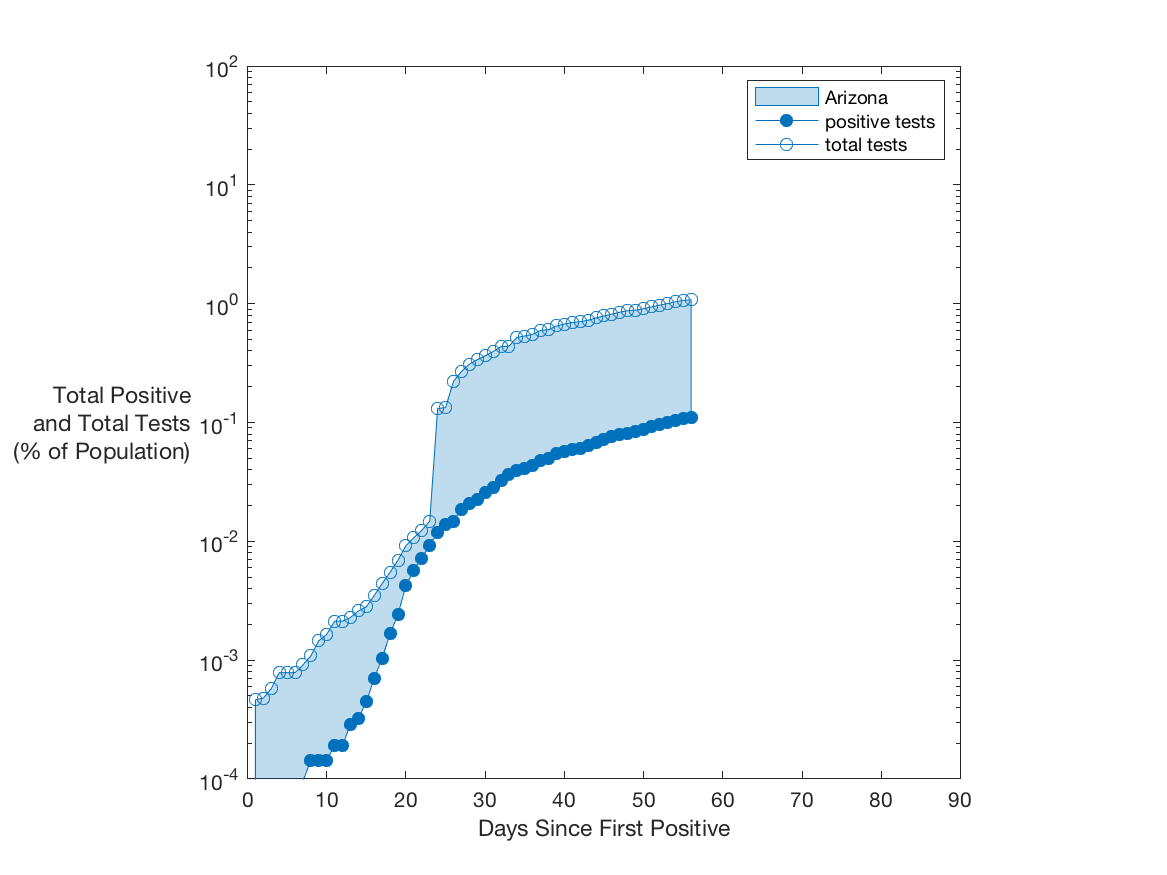 10^2
10^1
10^0
10^-1
10^-2
10^-3
10^-4
Total Positive
and Total Tests
(% of Population)
Arizona
positive tests
total tests
0 10 20 30 40 50 60 70 80 90
Days Since First Positive